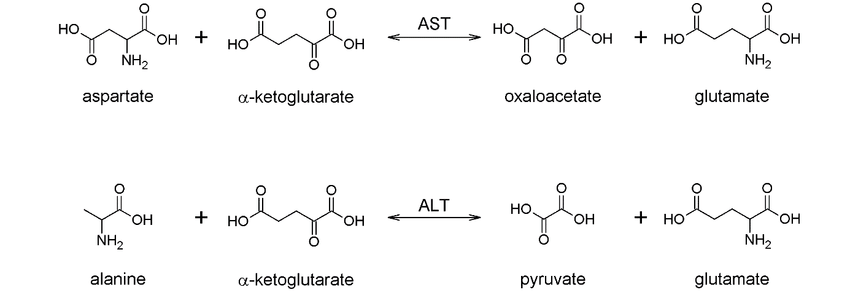 O O O O O O O O
HO OH + HO OH AST HO OH + HO OH
O NH₂ O O O NH₂
aspartate α-ketoglutarate oxaloacetate glutamate
O O O O O O
OH + HO OH ALT HO OH + HO OH
NH₂ O O NH₂
alanine α-ketoglutarate pyruvate glutamate